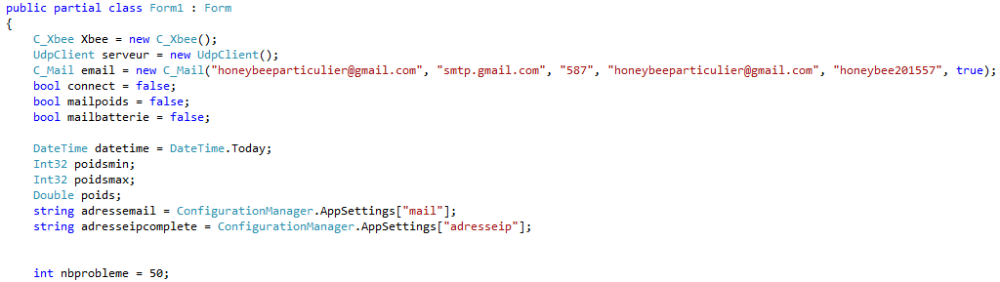 public partial class Form1 : Form
{
C_Xbee Xbee = new C_Xbee();
UdpClient serveur = new UdpClient();
C_Mail email = new C_Mail("honeybeeparticulier@gmail.com", "smtp.gmail.com", "587", "honeybeeparticulier@gmail.com", "honeybee201557", true);
bool connect = false;
bool mailpoids = false;
bool mailbatterie = false;
DateTime datetime = DateTime.Today;
Int32 poidsmin;
Int32 poidsmax;
Double poids;
string adressemail = ConfigurationManager.AppSettings["mail"];
string adresseipcomplete = ConfigurationManager.AppSettings["adresseip"];
int nbprobleme = 50;